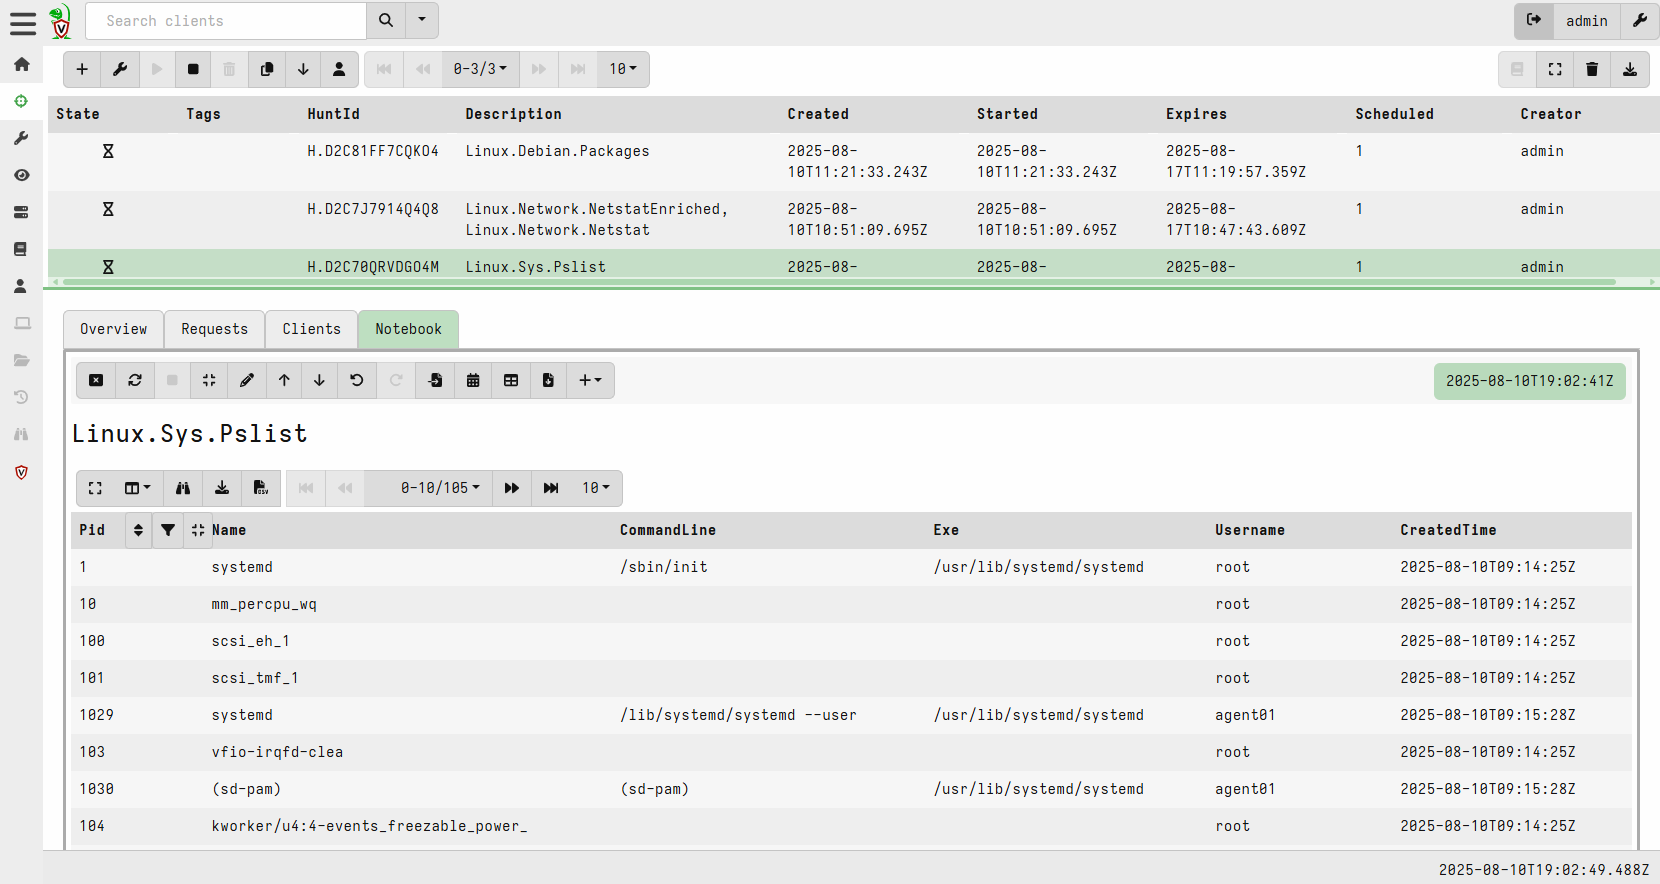 Search clients
admin
0-3/3
10
State Tags HuntId Description Created Started Expires Scheduled Creator
H.D2C81FF7CQKO4 Linux.Debian.Packages 2025-08- 2025-08- 2025-08- 1 admin
10T11:21:33.243Z 10T11:21:33.243Z 17T11:19:57.359Z
H.D2C7J7914Q4Q8 Linux.Network.NetstatEnriched, 2025-08- 2025-08- 2025-08- 1 admin
Linux.Network.Netstat 10T10:51:09.695Z 10T10:51:09.695Z 17T10:47:43.609Z
H.D2C70QRVDGO4M Linux.Sys.Pslist 2025-08- 2025-08- 2025-08- 1 admin
Overview Requests Clients Notebook
2025-08-10T19:02:41Z
Linux.Sys.Pslist
CSV
0-10/105
10
Pid Name CommandLine Exe Username CreatedTime
1 systemd /sbin/init /usr/lib/systemd/systemd root 2025-08-10T09:14:25Z
10 mm_percpu_wq root 2025-08-10T09:14:25Z
100 scsi_eh_1 root 2025-08-10T09:14:25Z
101 scsi_tmf_1 root 2025-08-10T09:14:25Z
1029 systemd /lib/systemd/systemd --user /usr/lib/systemd/systemd agent01 2025-08-10T09:15:28Z
103 vfio-irqfd-clea root 2025-08-10T09:14:25Z
1030 (sd-pam) (sd-pam) /usr/lib/systemd/systemd agent01 2025-08-10T09:15:28Z
104 kworker/u4:4-events_freezable_power_ root 2025-08-10T09:14:25Z
2025-08-10T19:02:49.488Z